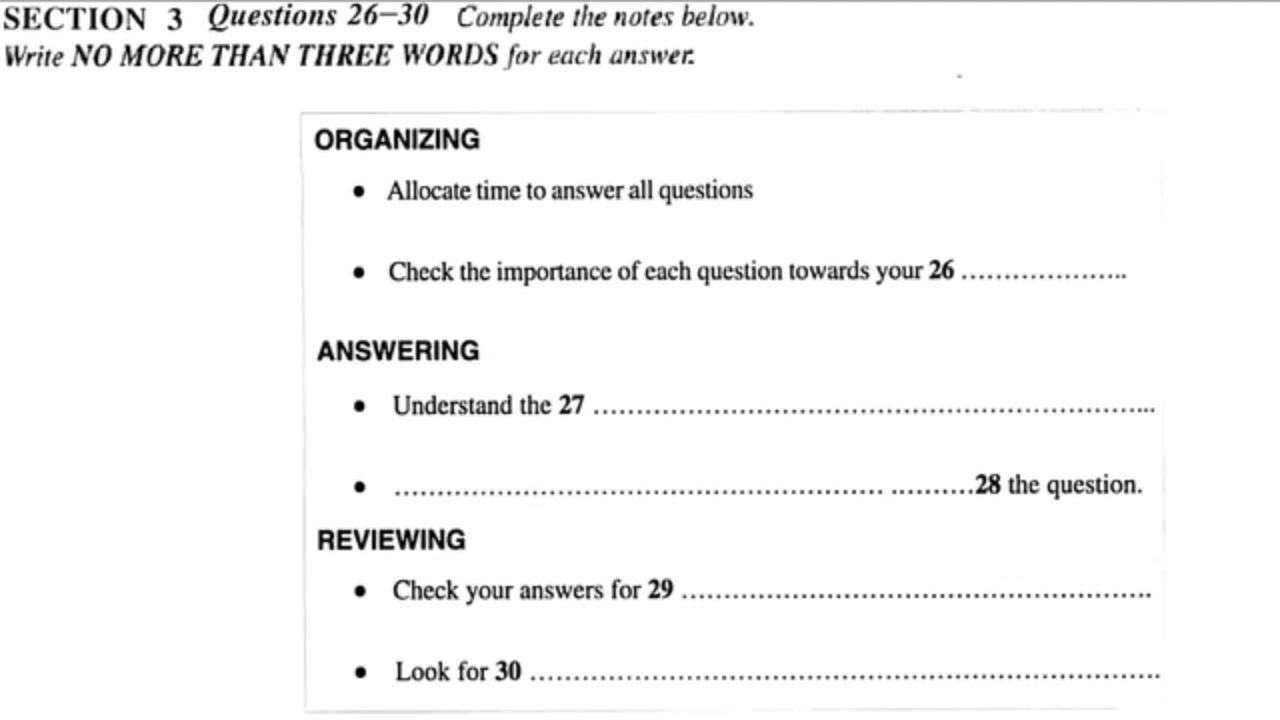 SECTION 3 Questions 26–30 Complete the notes below.
Write NO MORE THAN THREE WORDS for each answer.
ORGANIZING
• Allocate time to answer all questions
• Check the importance of each question towards your 26 ....................
ANSWERING
• Understand the 27 ..................................................................
• .......................................................... ..........28 the question.
REVIEWING
• Check your answers for 29 .......................................................
• Look for 30 ..........................................................................